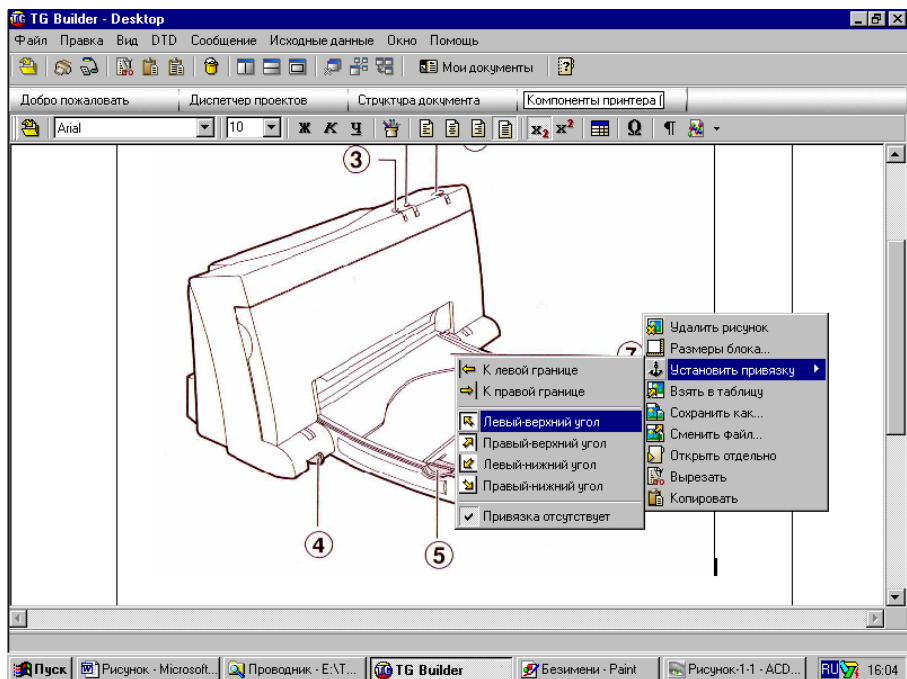 TG Builder - Desktop
Файл Правка Вид DTD Сообщение Исходные данные Окно Помощь
Мои документы
Добро пожаловать Диспетчер проектов Структура документа Компоненты принтера (
Arial 10 Ж К Ч x₂ x² Ω ¶
3
Удалить рисунок
7 Размеры блока...
К левой границе Установить привязку
К правой границе Взять в таблицу
Сохранить как...
Левый-верхний угол Сменить файл...
Правый-верхний угол Открыть отдельно
Левый-нижний угол Вырезать
Правый-нижний угол Копировать
Привязка отсутствует
4
5
Пуск Рисунок - Microsoft... Проводник - E:\T... TG Builder Безимени - Paint Рисунок-1-1 - ACD... RU 16:04